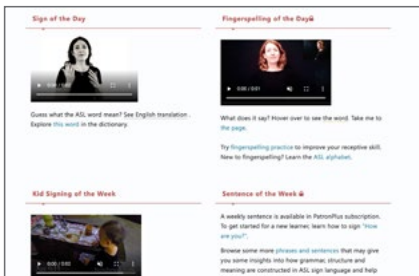 Sign of the Day
0:00 / 0:03
Guess what the ASL word mean? See English translation .
Explore this word in the dictionary.
Fingerspelling of the Day
0:00 / 0:01
What does it say? Hover over to see the word. Take me to
the page.
Try fingerspelling practice to improve your receptive skill.
New to fingerspelling? Learn the ASL alphabet.
Kid Signing of the Week
Sentence of the Week
A weekly sentence is available in PatronPlus subscription.
To get started for a new learner, learn how to sign "How
are you?".
Browse some more phrases and sentences that may give
you some insights into how grammar, structure and
meaning are constructed in ASL sign language and help